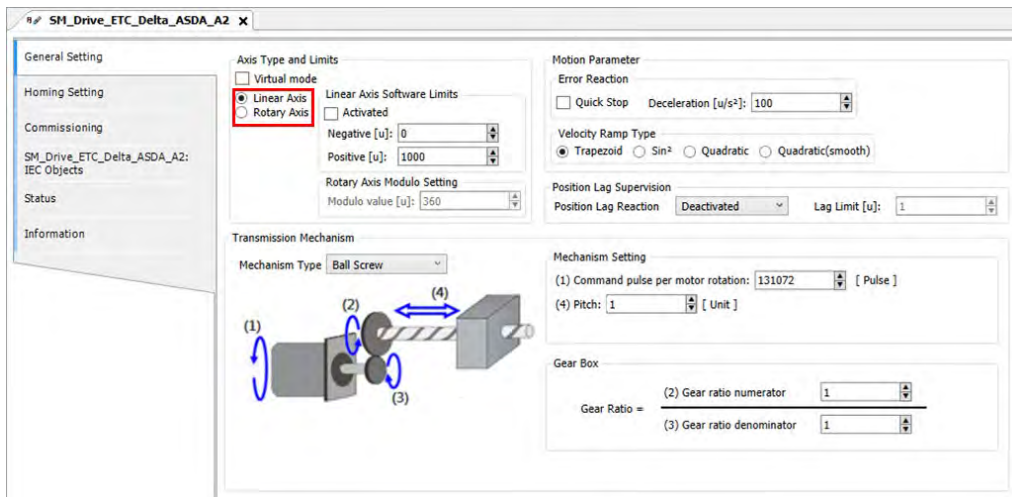 SM_Drive_ETC_Delta_ASDA_A2 X
General Setting
Homing Setting
Commissioning
SM_Drive_ETC_Delta_ASDA_A2:
IEC Objects
Status
Information
Axis Type and Limits
Virtual mode
Linear Axis
Rotary Axis
Linear Axis Software Limits
Activated
Negative [u]: 0
Positive [u]: 1000
Rotary Axis Modulo Setting
Modulo value [u]: 360
Motion Parameter
Error Reaction
Quick Stop Deceleration [u/s²]: 100
Velocity Ramp Type
Trapezoid Sin² Quadratic Quadratic(smooth)
Position Lag Supervision
Position Lag Reaction Deactivated Lag Limit [u]: 1
Transmission Mechanism
Mechanism Type Ball Screw
(1)
(2)
(4)
(3)
Mechanism Setting
(1) Command pulse per motor rotation: 131072 [ Pulse ]
(4) Pitch: 1 [ Unit ]
Gear Box
Gear Ratio =
(2) Gear ratio numerator 1
(3) Gear ratio denominator 1